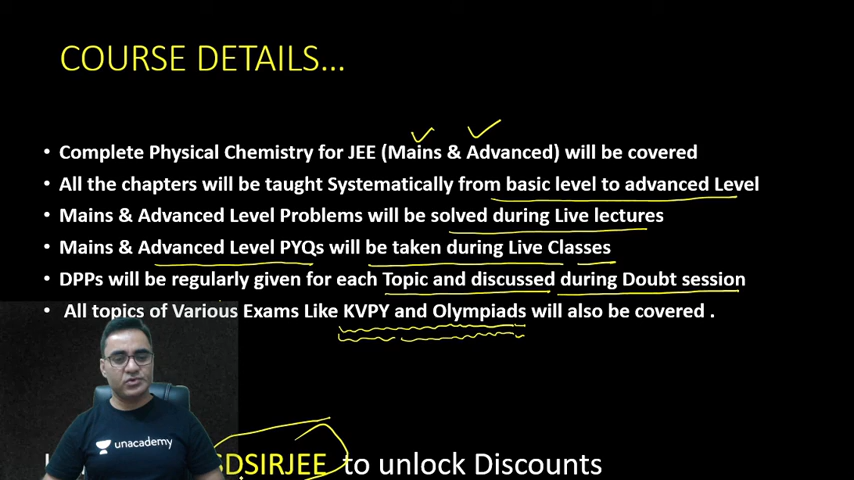 COURSE DETAILS...
• Complete Physical Chemistry for JEE (Mains & Advanced) will be covered
• All the chapters will be taught Systematically from basic level to advanced Level
• Mains & Advanced Level Problems will be solved during Live lectures
• Mains & Advanced Level PYQs will be taken during Live Classes
• DPPs will be regularly given for each Topic and discussed during Doubt session
• All topics of Various Exams Like KVPY and Olympiads will also be covered .
unacademy
SDSIRJEE to unlock Discounts